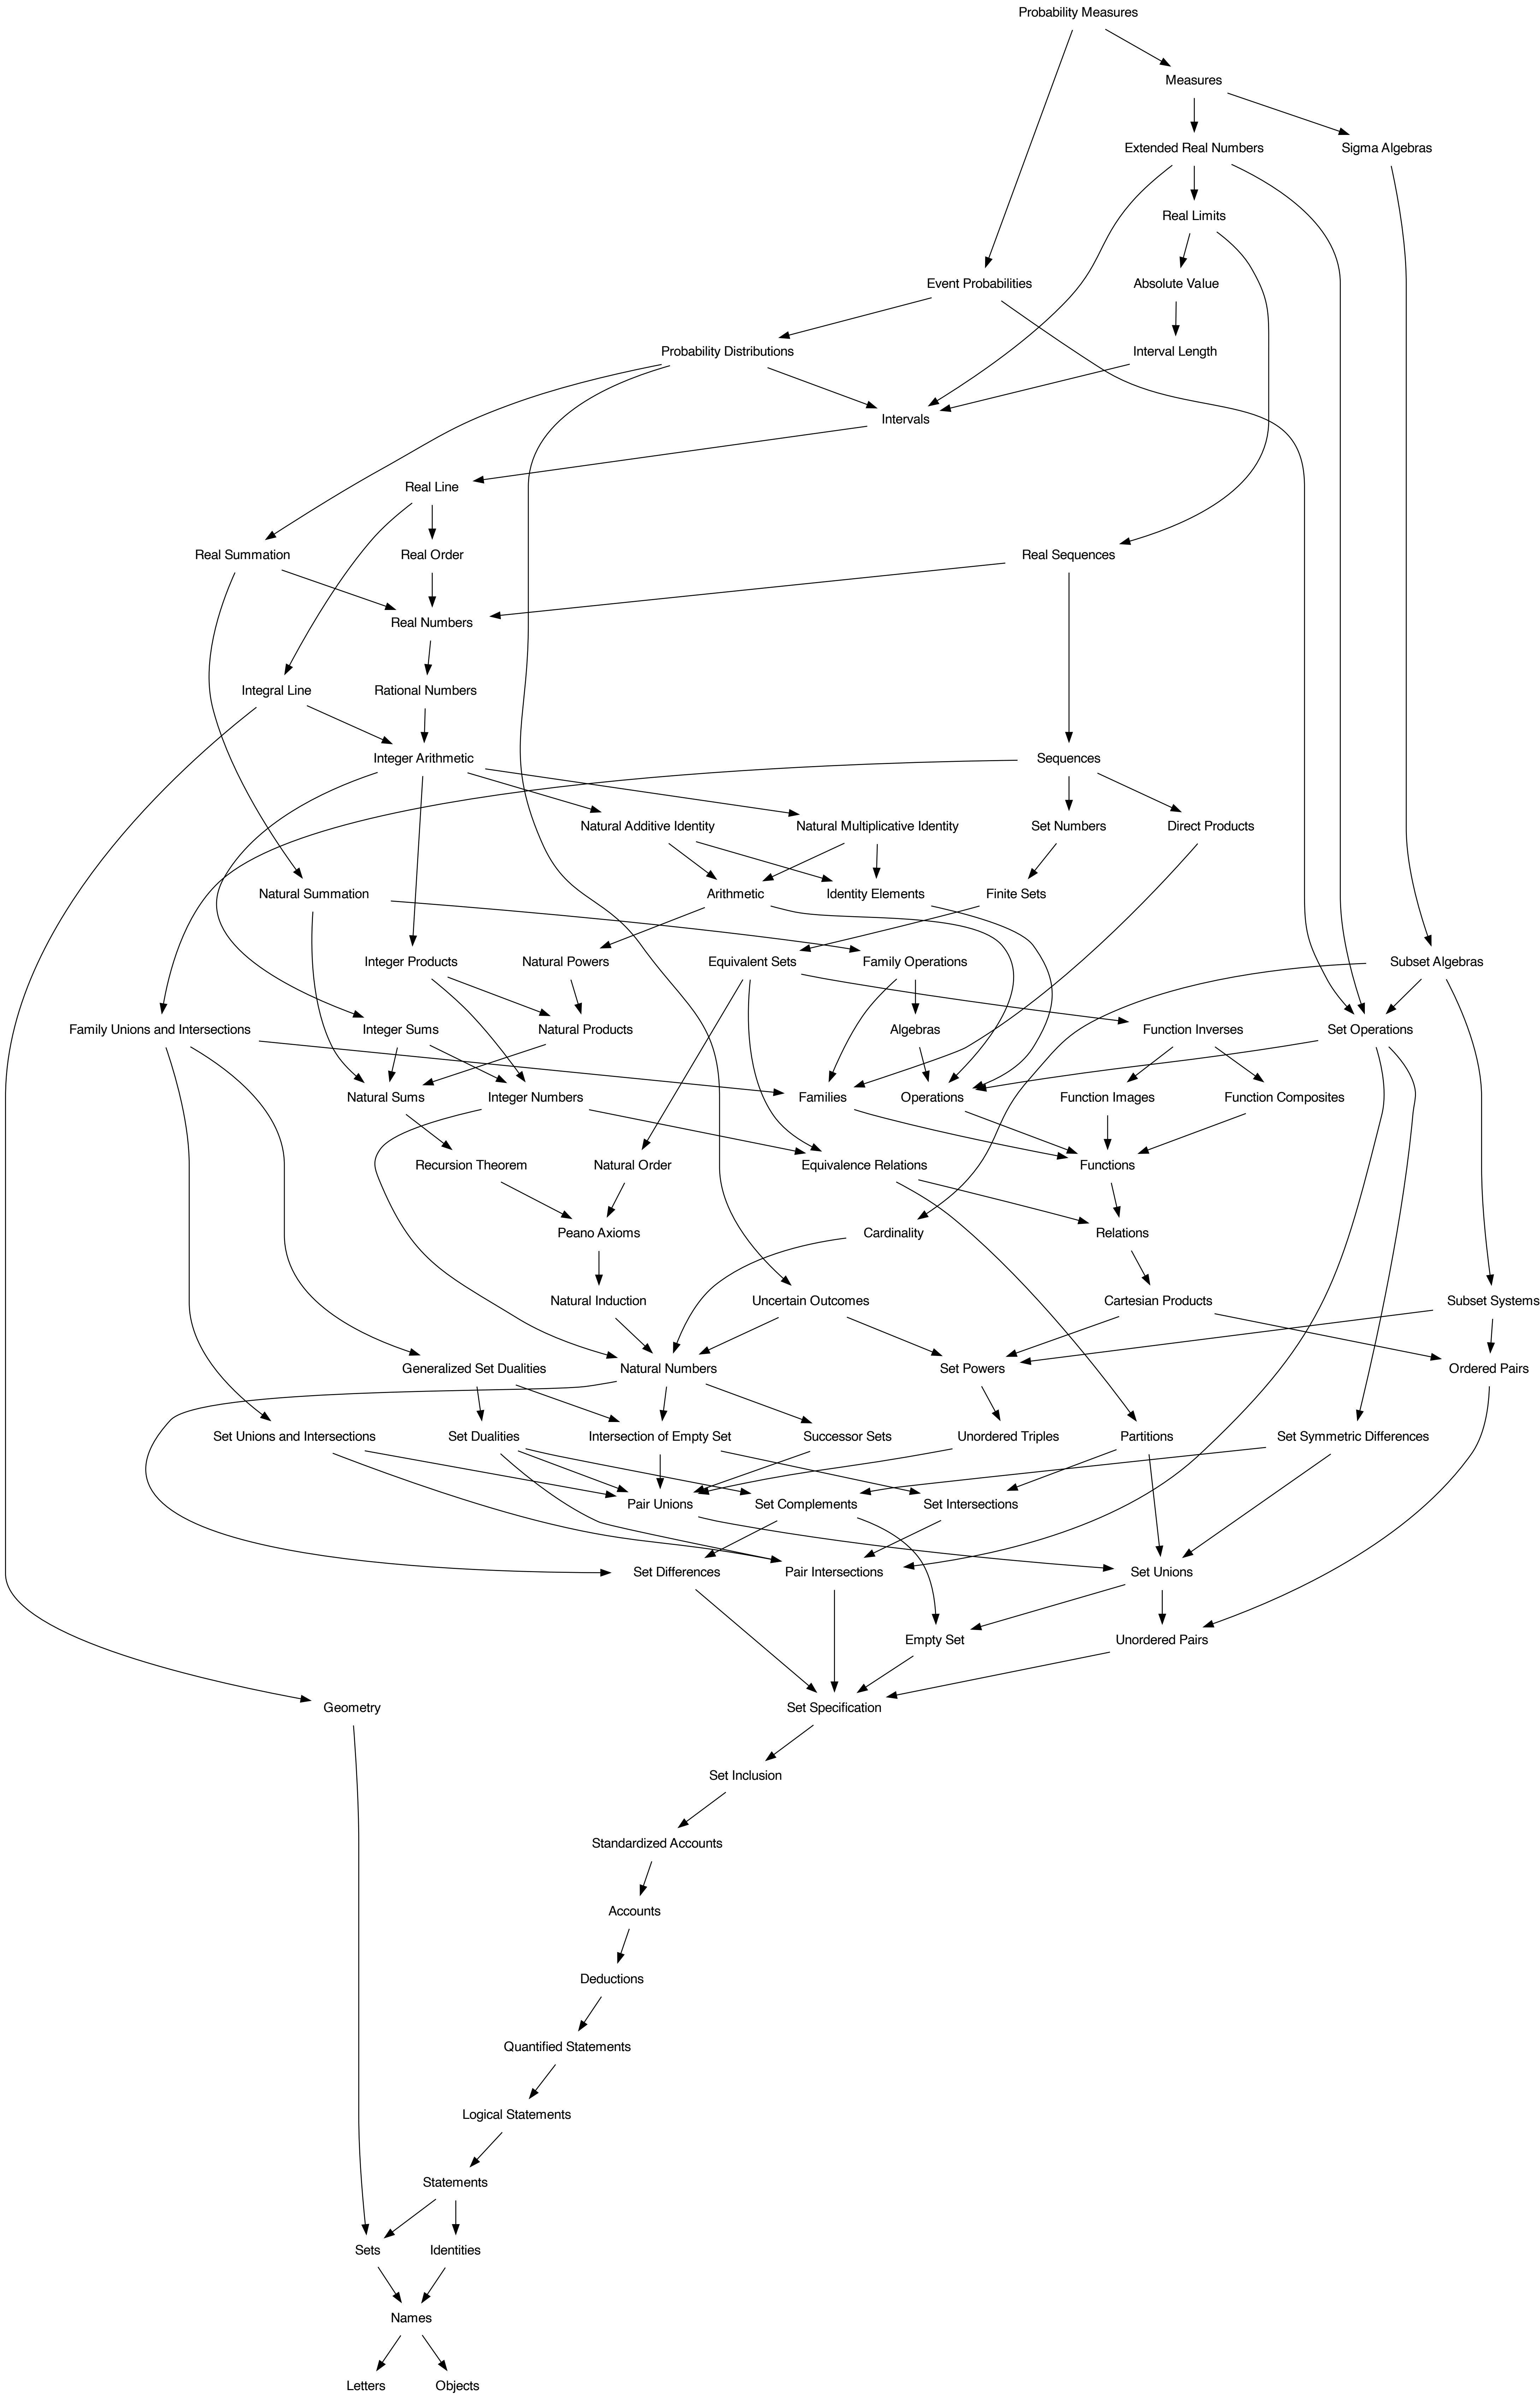 Probability Measures
Measures
Extended Real Numbers
Sigma Algebras
Real Limits
Event Probabilities
Absolute Value
Probability Distributions
Interval Length
Intervals
Real Line
Real Summation
Real Order
Real Sequences
Real Numbers
Integral Line
Rational Numbers
Integer Arithmetic
Sequences
Natural Additive Identity
Natural Multiplicative Identity
Set Numbers
Direct Products
Natural Summation
Arithmetic
Identity Elements
Finite Sets
Integer Products
Natural Powers
Equivalent Sets
Family Operations
Subset Algebras
Family Unions and Intersections
Integer Sums
Natural Products
Algebras
Function Inverses
Set Operations
Natural Sums
Integer Numbers
Families
Operations
Function Images
Function Composites
Recursion Theorem
Natural Order
Equivalence Relations
Functions
Peano Axioms
Cardinality
Relations
Natural Induction
Uncertain Outcomes
Cartesian Products
Subset Systems
Generalized Set Dualities
Natural Numbers
Set Powers
Ordered Pairs
Set Unions and Intersections
Set Dualities
Intersection of Empty Set
Successor Sets
Unordered Triples
Partitions
Set Symmetric Differences
Pair Unions
Set Complements
Set Intersections
Set Differences
Pair Intersections
Set Unions
Empty Set
Unordered Pairs
Geometry
Set Specification
Set Inclusion
Standardized Accounts
Accounts
Deductions
Quantified Statements
Logical Statements
Statements
Sets
Identities
Names
Letters
Objects